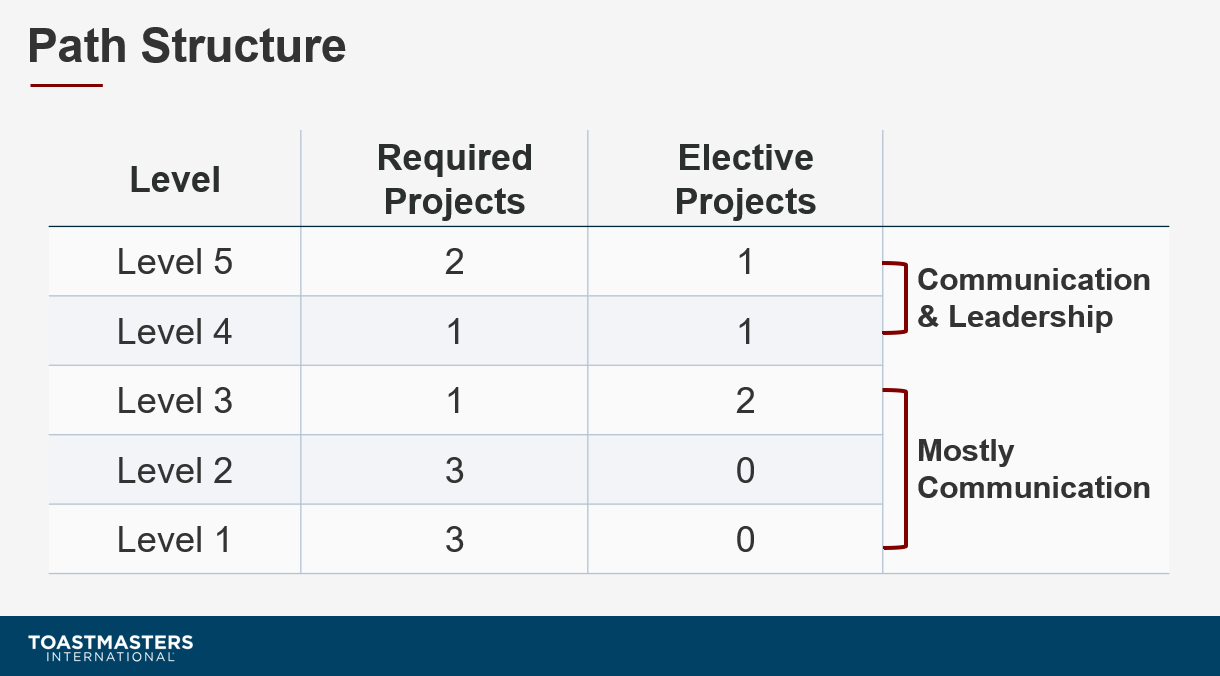 Path Structure
Level
Required
Projects
Elective
Projects
Level 5 2 1
Communication
& Leadership
Level 4 1 1
Level 3 1 2
Mostly
Communication
Level 2 3 0
Level 1 3 0
TOASTMASTERS
INTERNATIONAL